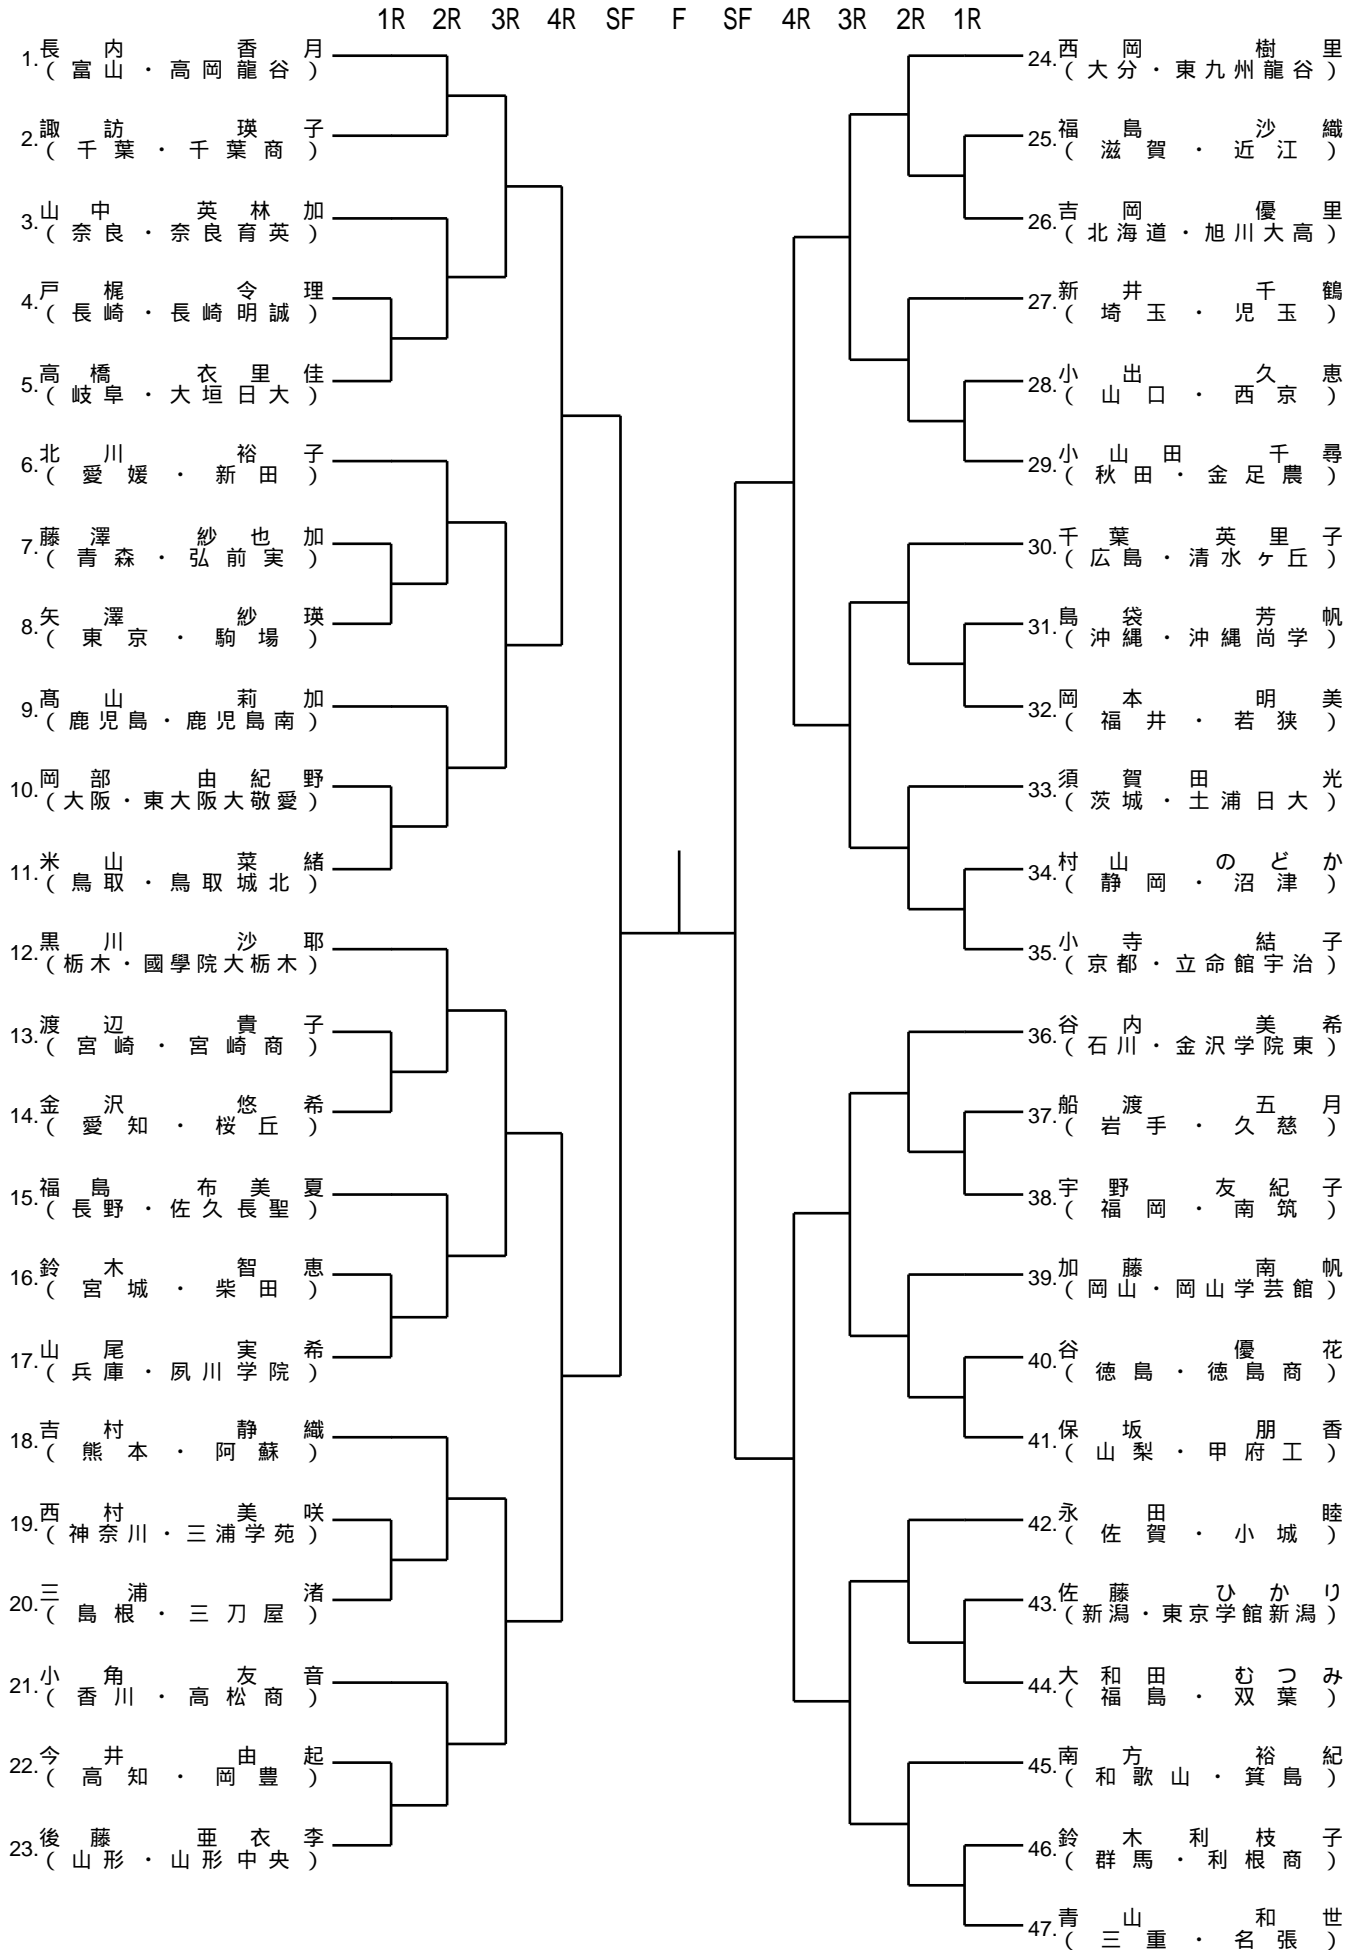 1R 2R 3R 4R SF F SF 4R 3R 2R 1R
1. 長内 香月
(富山・高岡龍谷)
2. 諏訪 瑛子
(千葉・千葉商)
3. 山中 英林加
(奈良・奈良育英)
4. 戸梶 令理
(長崎・長崎明誠)
5. 高橋 衣里佳
(岐阜・大垣日大)
6. 北川 裕子
(愛媛・新田)
7. 藤澤 紗也加
(青森・弘前実)
8. 矢澤 紗瑛
(東京・駒場)
9. 髙山 莉加
(鹿児島・鹿児島南)
10. 岡部 由紀野
(大阪・東大阪大敬愛)
11. 米山 菜緒
(鳥取・鳥取城北)
12. 黒川 沙耶
(栃木・國學院大栃木)
13. 渡辺 貴子
(宮崎・宮崎商)
14. 金沢 悠希
(愛知・桜丘)
15. 福島 布美夏
(長野・佐久長聖)
16. 鈴木 智恵
(宮城・柴田)
17. 山尾 実希
(兵庫・夙川学院)
18. 吉村 静織
(熊本・阿蘇)
19. 西村 美咲
(神奈川・三浦学苑)
20. 三浦 渚
(島根・三刀屋)
21. 小角 友音
(香川・高松商)
22. 今井 由起
(高知・岡豊)
23. 後藤 亜衣李
(山形・山形中央)
24. 西岡 樹里
(大分・東九州龍谷)
25. 福島 沙織
(滋賀・近江)
26. 吉岡 優里
(北海道・旭川大高)
27. 新井 千鶴
(埼玉・児玉)
28. 小出 久恵
(山口・西京)
29. 小山田 千尋
(秋田・金足農)
30. 千葉 英里子
(広島・清水ヶ丘)
31. 島袋 芳帆
(沖縄・沖縄尚学)
32. 岡本 明美
(福井・若狭)
33. 須賀田 光
(茨城・土浦日大)
34. 村山 のどか
(静岡・沼津)
35. 小寺 結子
(京都・立命館宇治)
36. 谷内 美希
(石川・金沢学院東)
37. 船渡 五月
(岩手・久慈)
38. 宇野 友紀子
(福岡・南筑)
39. 加藤 南帆
(岡山・岡山学芸館)
40. 谷 優花
(徳島・徳島商)
41. 保坂 朋香
(山梨・甲府工)
42. 永田 睦
(佐賀・小城)
43. 佐藤 ひかり
(新潟・東京学館新潟)
44. 大和田 むつみ
(福島・双葉)
45. 南方 裕紀
(和歌山・箕島)
46. 鈴木 利枝子
(群馬・利根商)
47. 青山 和世
(三重・名張)